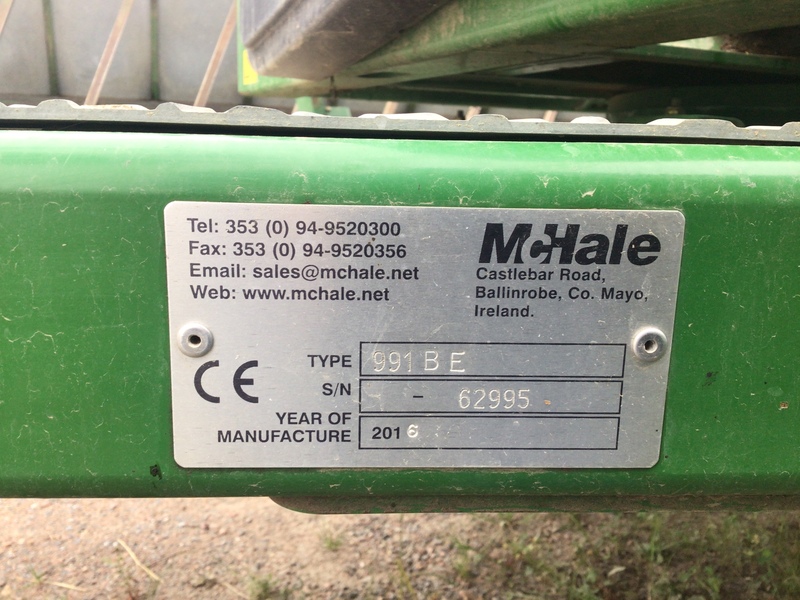 Tel: 353 (0) 94-9520300
Fax: 353 (0) 94-9520356
Email: sales@mchale.net
Web: www.mchale.net
McHale
Castlebar Road,
Ballinrobe, Co. Mayo,
Ireland.
CE
TYPE 991 B E
S/N - 62995 -
YEAR OF
MANUFACTURE 2016